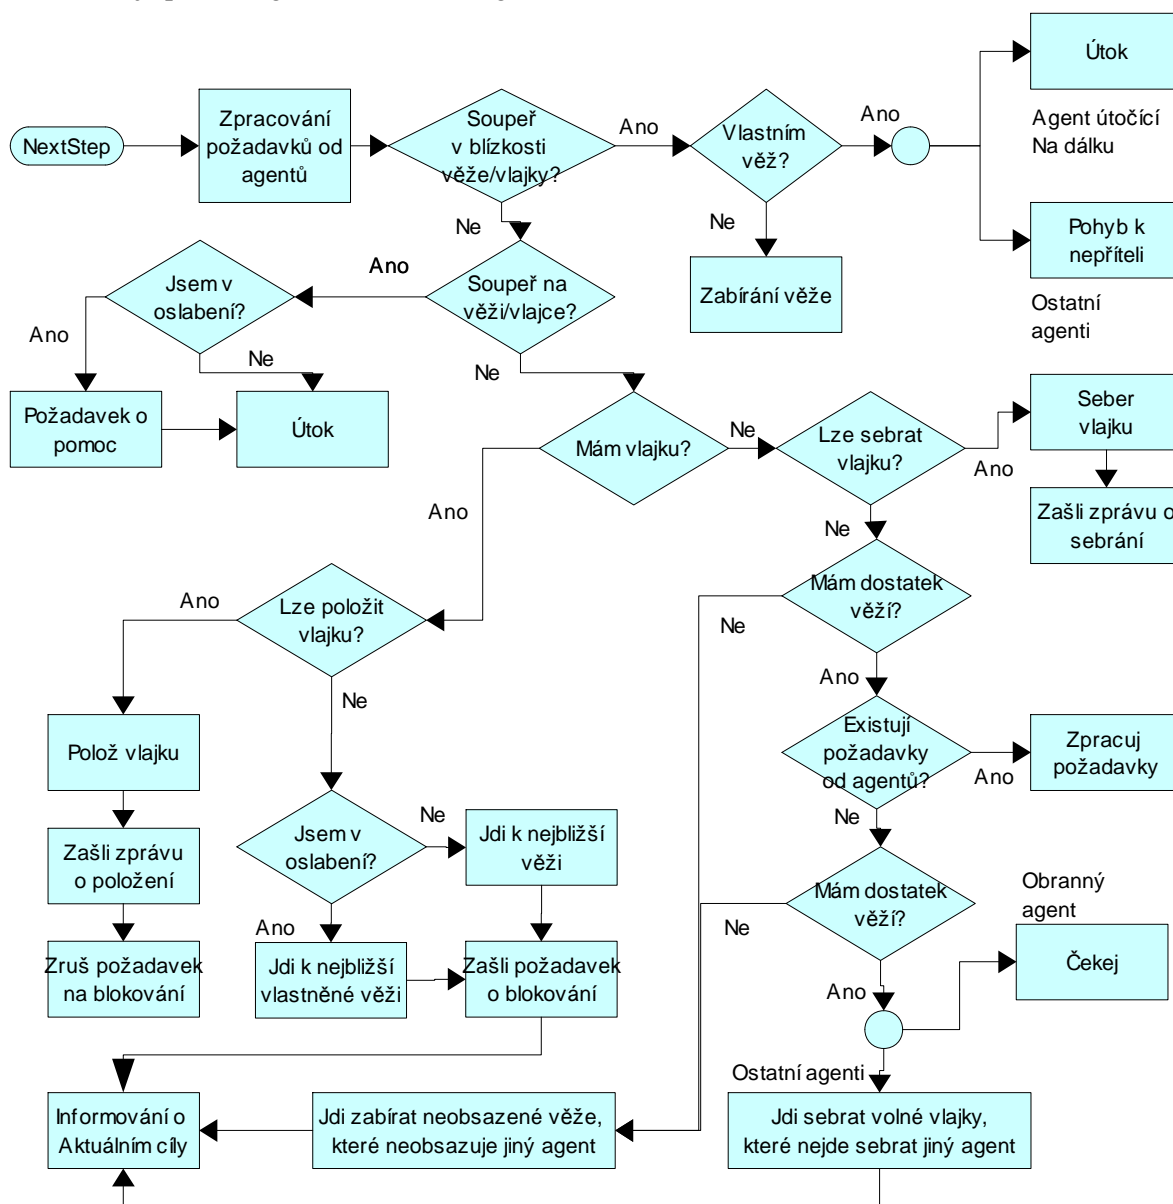 NextStep
Zpracování
požadavků od
agentů
Soupeř
v blízkosti
věže/vlajky?
Ano
Vlastním
věž?
Ano
Útok
Agent útočící
Na dálku
Ne
Ne
Pohyb k
nepříteli
Ostatní
agenti
Zabírání věže
Soupeř na
věži/vlajce?
Ano
Jsem v
oslabení?
Ano
Ne
Požadavek o
pomoc
Útok
Ne
Mám vlajku?
Ne
Lze sebrat
vlajku?
Ano
Seber
vlajku
Zašli zprávu o
sebrání
Ano
Ne
Mám dostatek
věží?
Ne
Ano
Lze položit
vlajku?
Ano
Ne
Existují
požadavky
od agentů?
Ano
Zpracuj
požadavky
Ne
Polož vlajku
Zašli zprávu
o položení
Zruš požadavek
na blokování
Jsem v
oslabení?
Ne
Jdi k nejbližší
věži
Ano
Jdi k nejbližší
vlastněné věži
Zašli požadavek
o blokování
Mám dostatek
věží?
Ne
Ano
Obranný
agent
Čekej
Ostatní agenti
Informování o
Aktuálním cíly
Jdi zabírat neobsazené věže,
které neobsazuje jiný agent
Jdi sebrat volné vlajky,
které nejde sebrat jiný agent